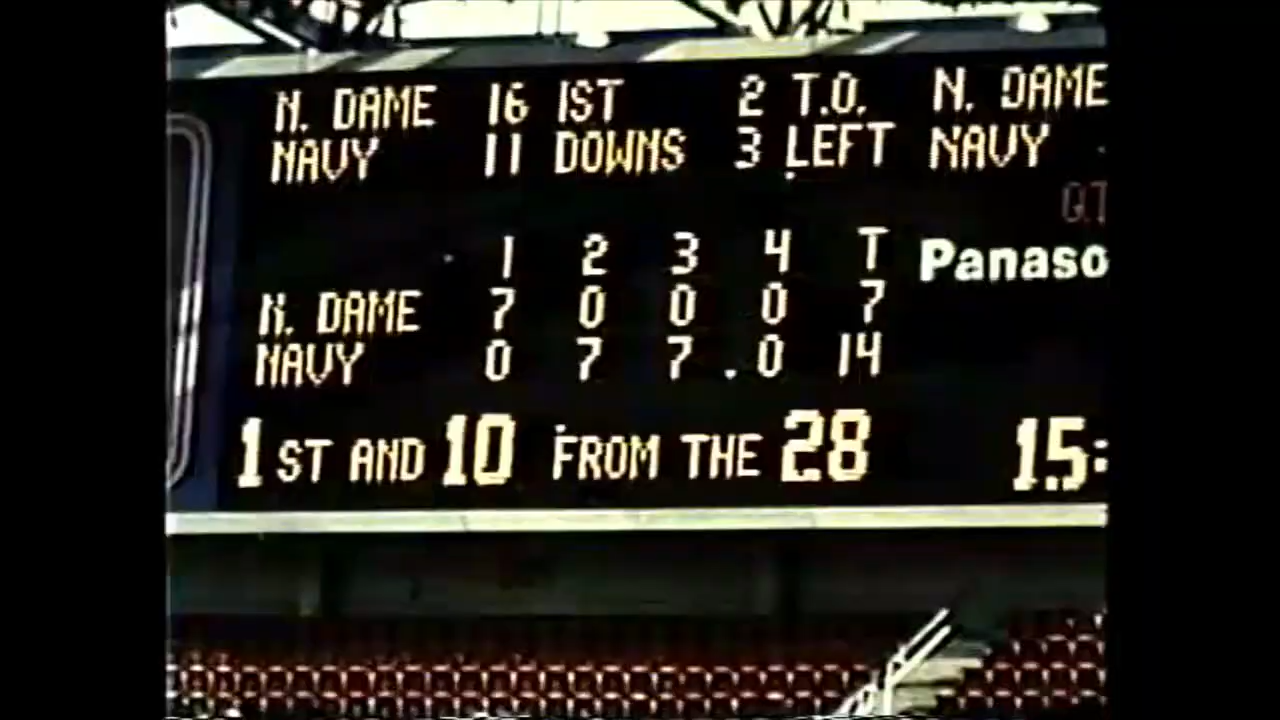 N. DAME 16 1ST 2 T.O. N. DAME
NAVY 11 DOWNS 3 LEFT NAVY
QT
1 2 3 4 T
Panaso
N. DAME 7 0 0 0 7
NAVY 0 7 7 0 14
1ST AND 10 FROM THE 28 15: